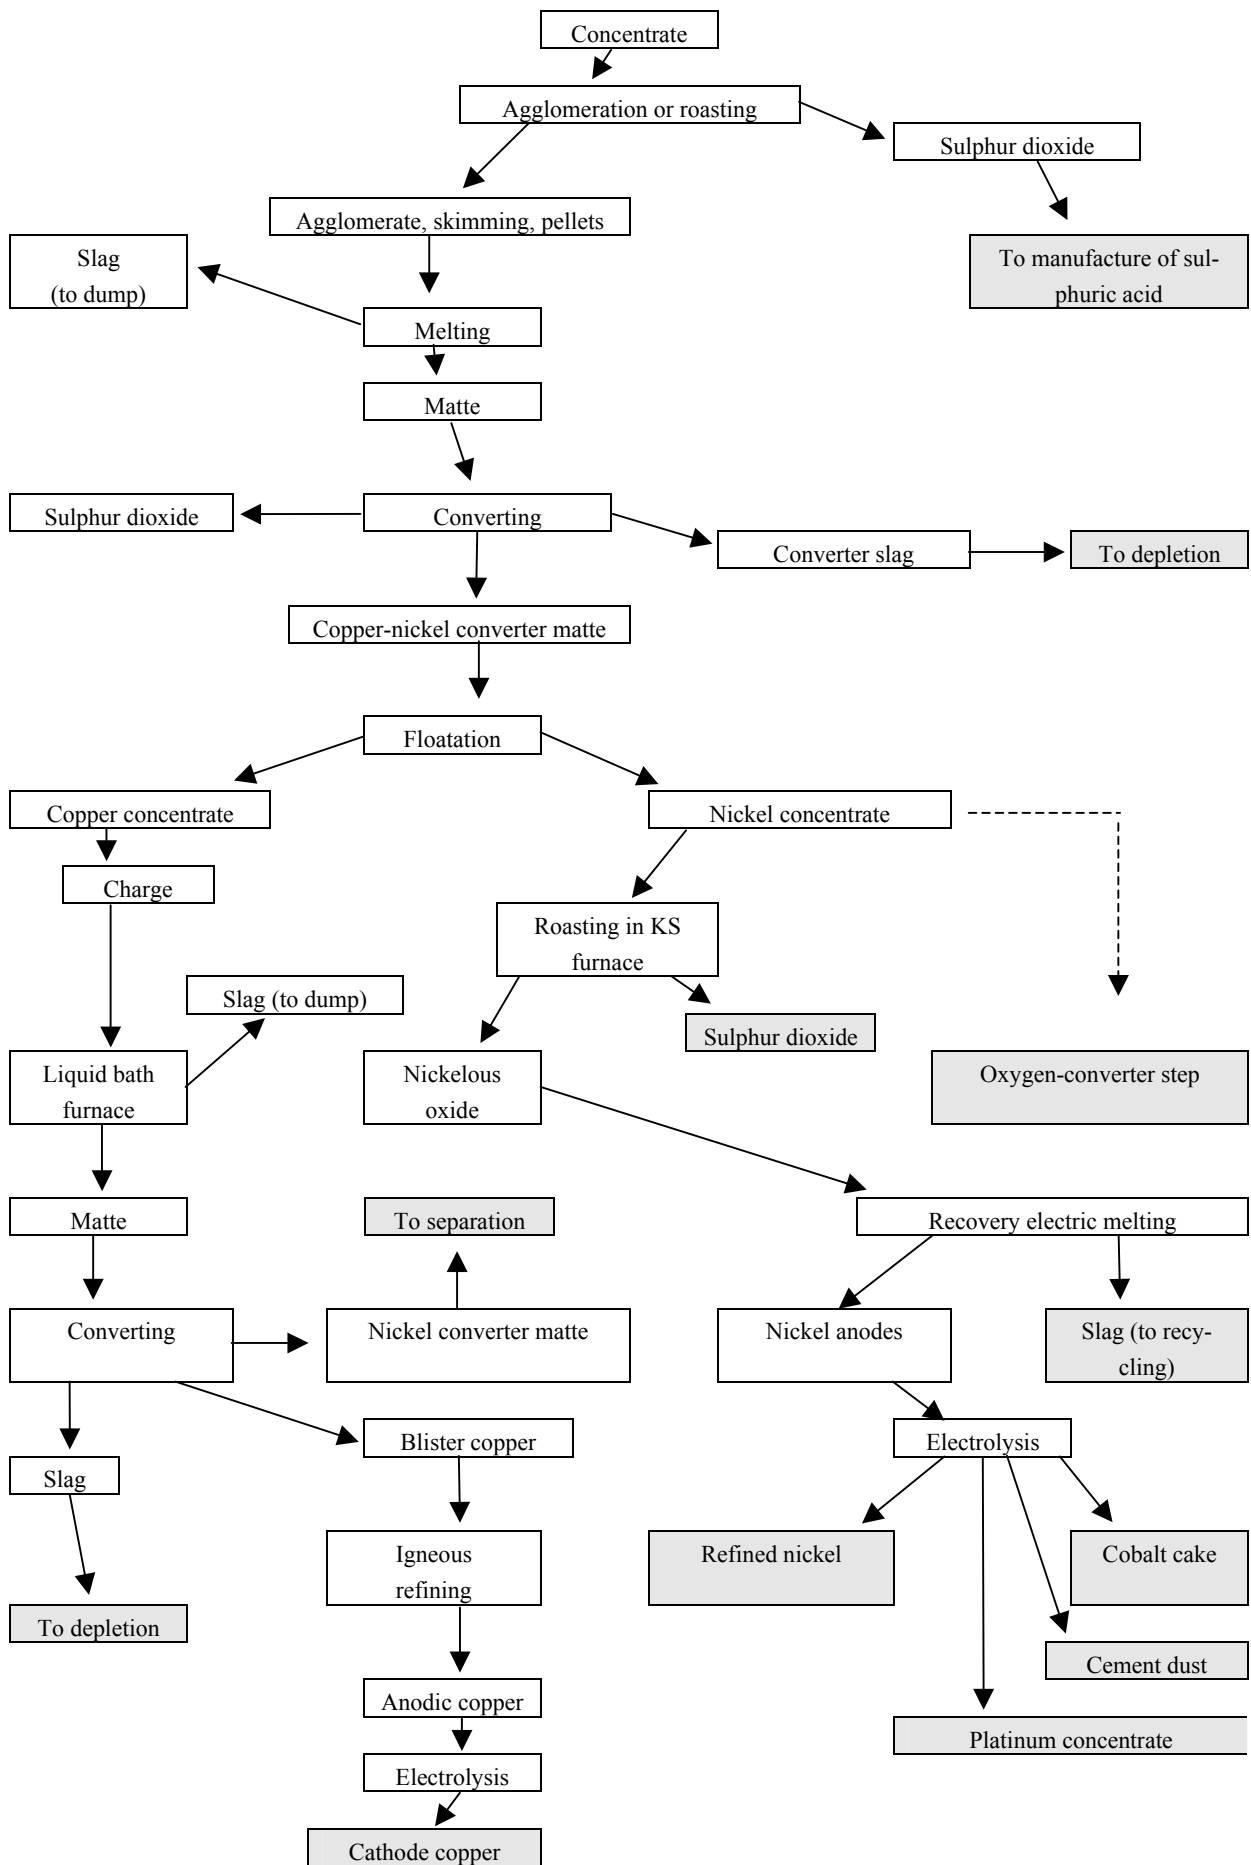 Concentrate
Agglomeration or roasting
Sulphur dioxide
Agglomerate, skimming, pellets
Slag
(to dump)
To manufacture of sul-
phuric acid
Melting
Matte
Sulphur dioxide
Converting
Converter slag
To depletion
Copper-nickel converter matte
Floatation
Copper concentrate
Nickel concentrate
Charge
Roasting in KS
furnace
Slag (to dump)
Sulphur dioxide
Liquid bath
furnace
Nickelous
oxide
Oxygen-converter step
Matte
To separation
Recovery electric melting
Converting
Nickel converter matte
Nickel anodes
Slag (to recy-
cling)
Blister copper
Electrolysis
Slag
Igneous
refining
Refined nickel
Cobalt cake
To depletion
Cement dust
Anodic copper
Platinum concentrate
Electrolysis
Cathode copper